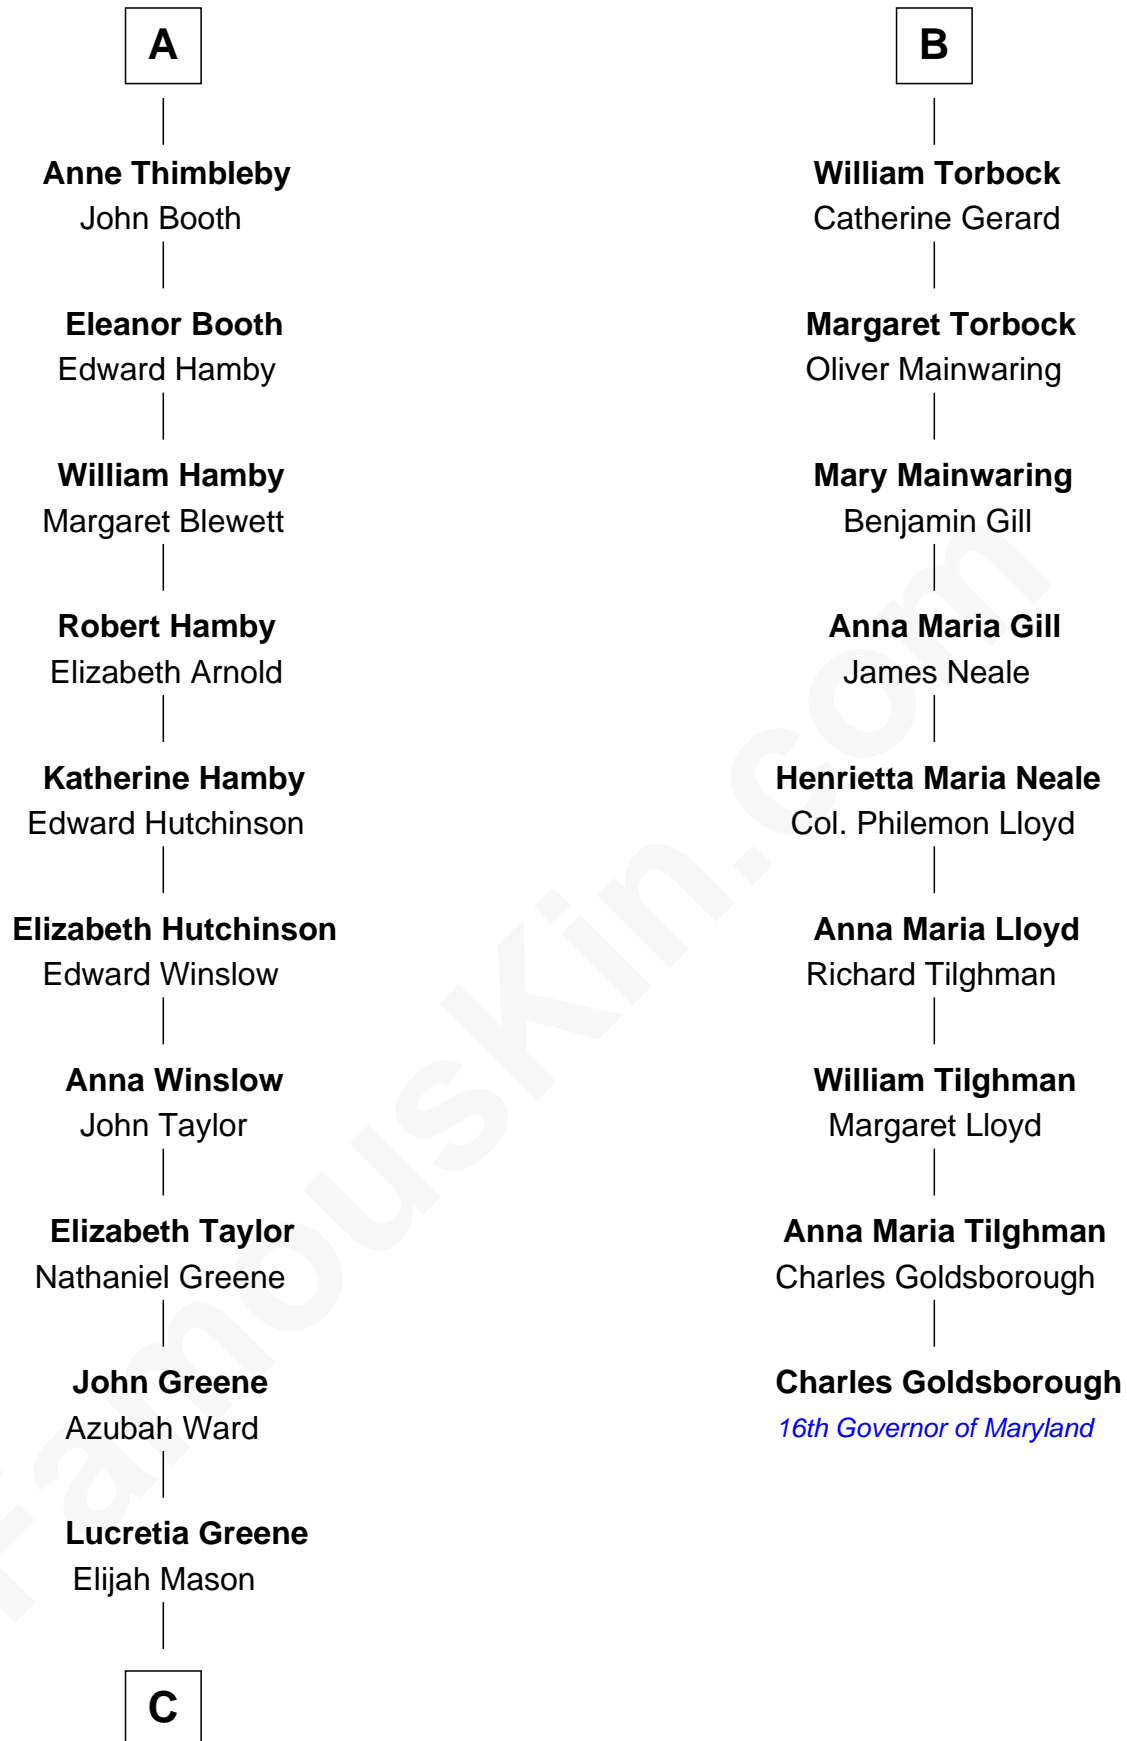 A
Anne Thimbleby
John Booth
Eleanor Booth
Edward Hamby
William Hamby
Margaret Blewett
Robert Hamby
Elizabeth Arnold
Katherine Hamby
Edward Hutchinson
Elizabeth Hutchinson
Edward Winslow
Anna Winslow
John Taylor
Elizabeth Taylor
Nathaniel Greene
John Greene
Azubah Ward
Lucretia Greene
Elijah Mason
C
B
William Torbock
Catherine Gerard
Margaret Torbock
Oliver Mainwaring
Mary Mainwaring
Benjamin Gill
Anna Maria Gill
James Neale
Henrietta Maria Neale
Col. Philemon Lloyd
Anna Maria Lloyd
Richard Tilghman
William Tilghman
Margaret Lloyd
Anna Maria Tilghman
Charles Goldsborough
Charles Goldsborough
16th Governor of Maryland
FamousKin.com